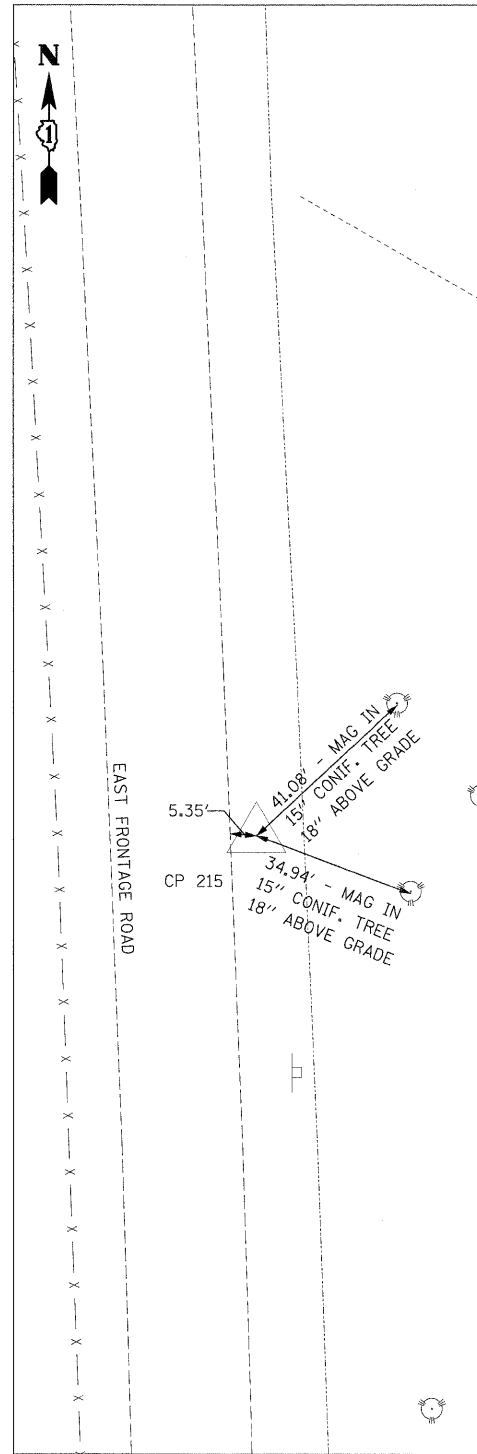 N
1
41.08' - MAG IN
15" CONIF. TREE
18" ABOVE GRADE
5.35'
EAST FRONTAGE ROAD
CP 215
34.94' - MAG IN
15" CONIF. TREE
18" ABOVE GRADE